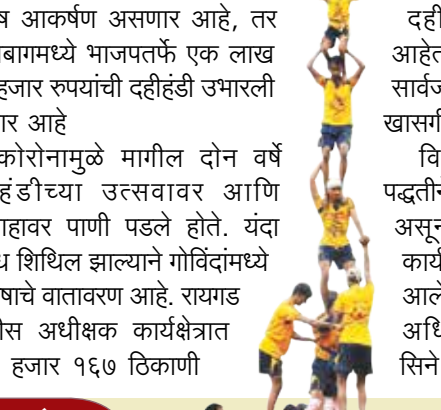 ष आकर्षण असणार आहे, तर
बागमध्ये भाजपतर्फे एक लाख
हजार रुपयांची दहीहंडी उभारली
ार आहे
कोरोनामुळे मागील दोन वर्षे
हंडीच्या उत्सवावर आणि
ाहावर पाणी पडले होते. यंदा
ध शिथिल झाल्याने गोविंदांमध्ये
षाचे वातावरण आहे. रायगड
ीस अधीक्षक कार्यक्षेत्रात
हजार १६७ ठिकाणी
दही
आहेत
सार्वज
खासगी
वि
पद्धतीने
असून
कार्य
आले
अधि
सिने